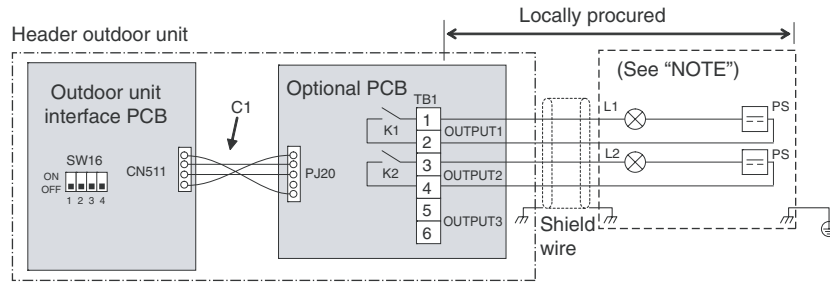 Locally procured
Header outdoor unit
(See “NOTE”)
Outdoor unit
interface PCB
C1
Optional PCB
TB1
L1
PS
1
K1
OUTPUT1
2
SW16
CN511
PJ20
3
L2
PS
K2
OUTPUT2
ON
OFF
4
1 2 3 4
5
OUTPUT3
6
Shield
wire